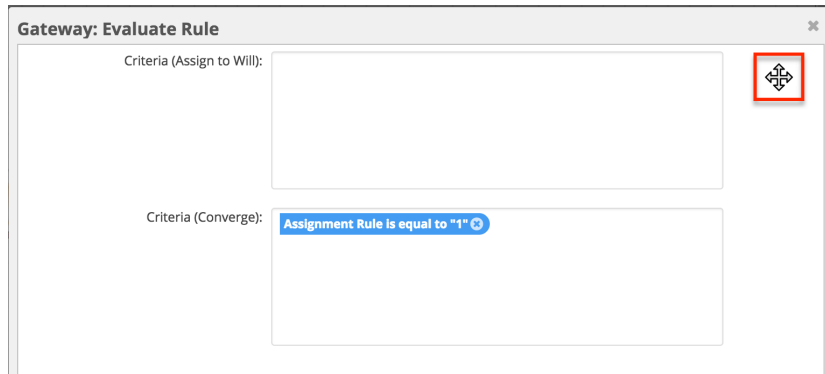 Gateway: Evaluate Rule
Criteria (Assign to Will):
Criteria (Converge):
Assignment Rule is equal to "1"